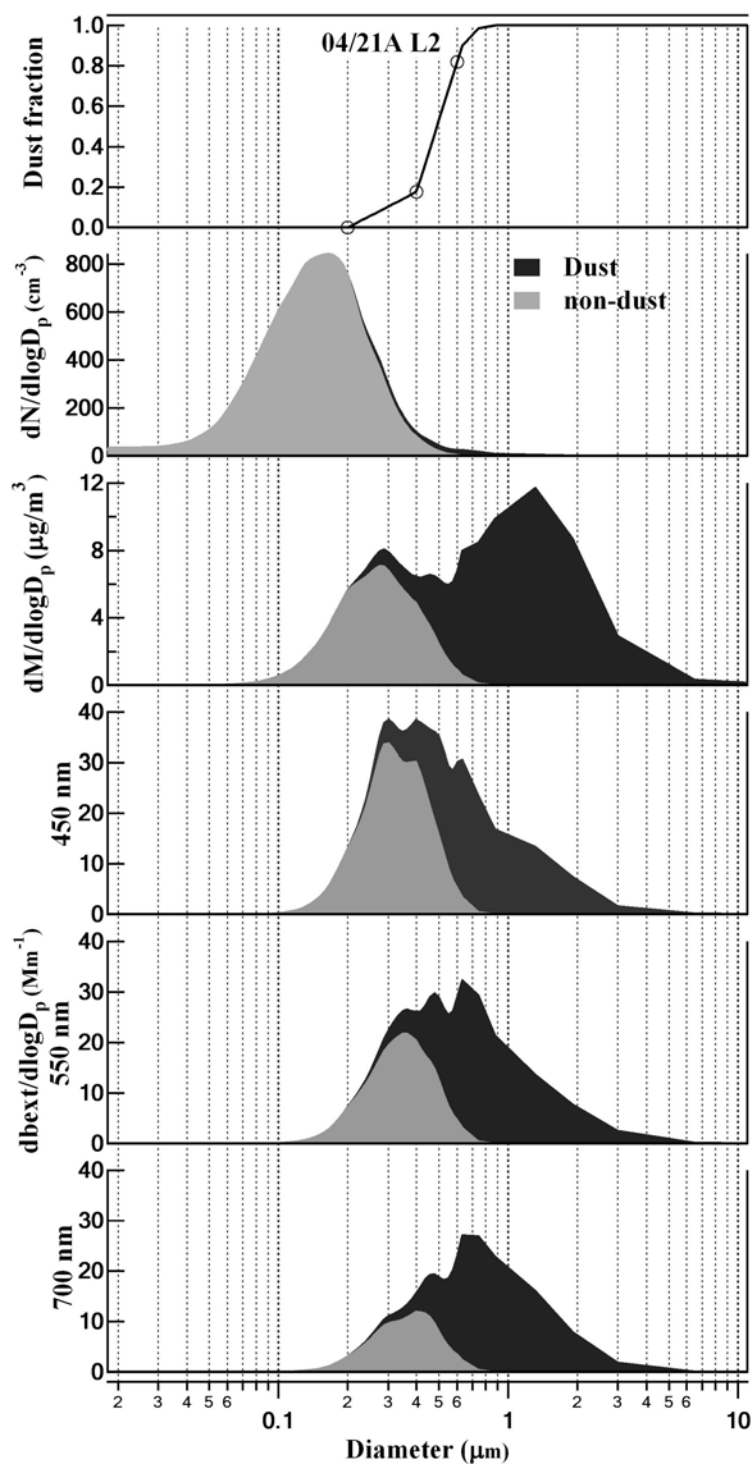 1.0
04/21A L2
0.8
0.6
0.4
0.2
0.0
Dust fraction
800
600
400
200
0
dN/dlogDp (cm-3)
Dust
non-dust
12
8
4
0
dM/dlogDp (μg/m3
40
30
20
10
0
450 nm
40
30
20
10
0
dbext/dlogDp (Mm-1)
550 nm
40
30
20
10
0
700 nm
2 3 4 5 6 0.1 2 3 4 5 6 1 2 3 4 5 6 10
Diameter (μm)